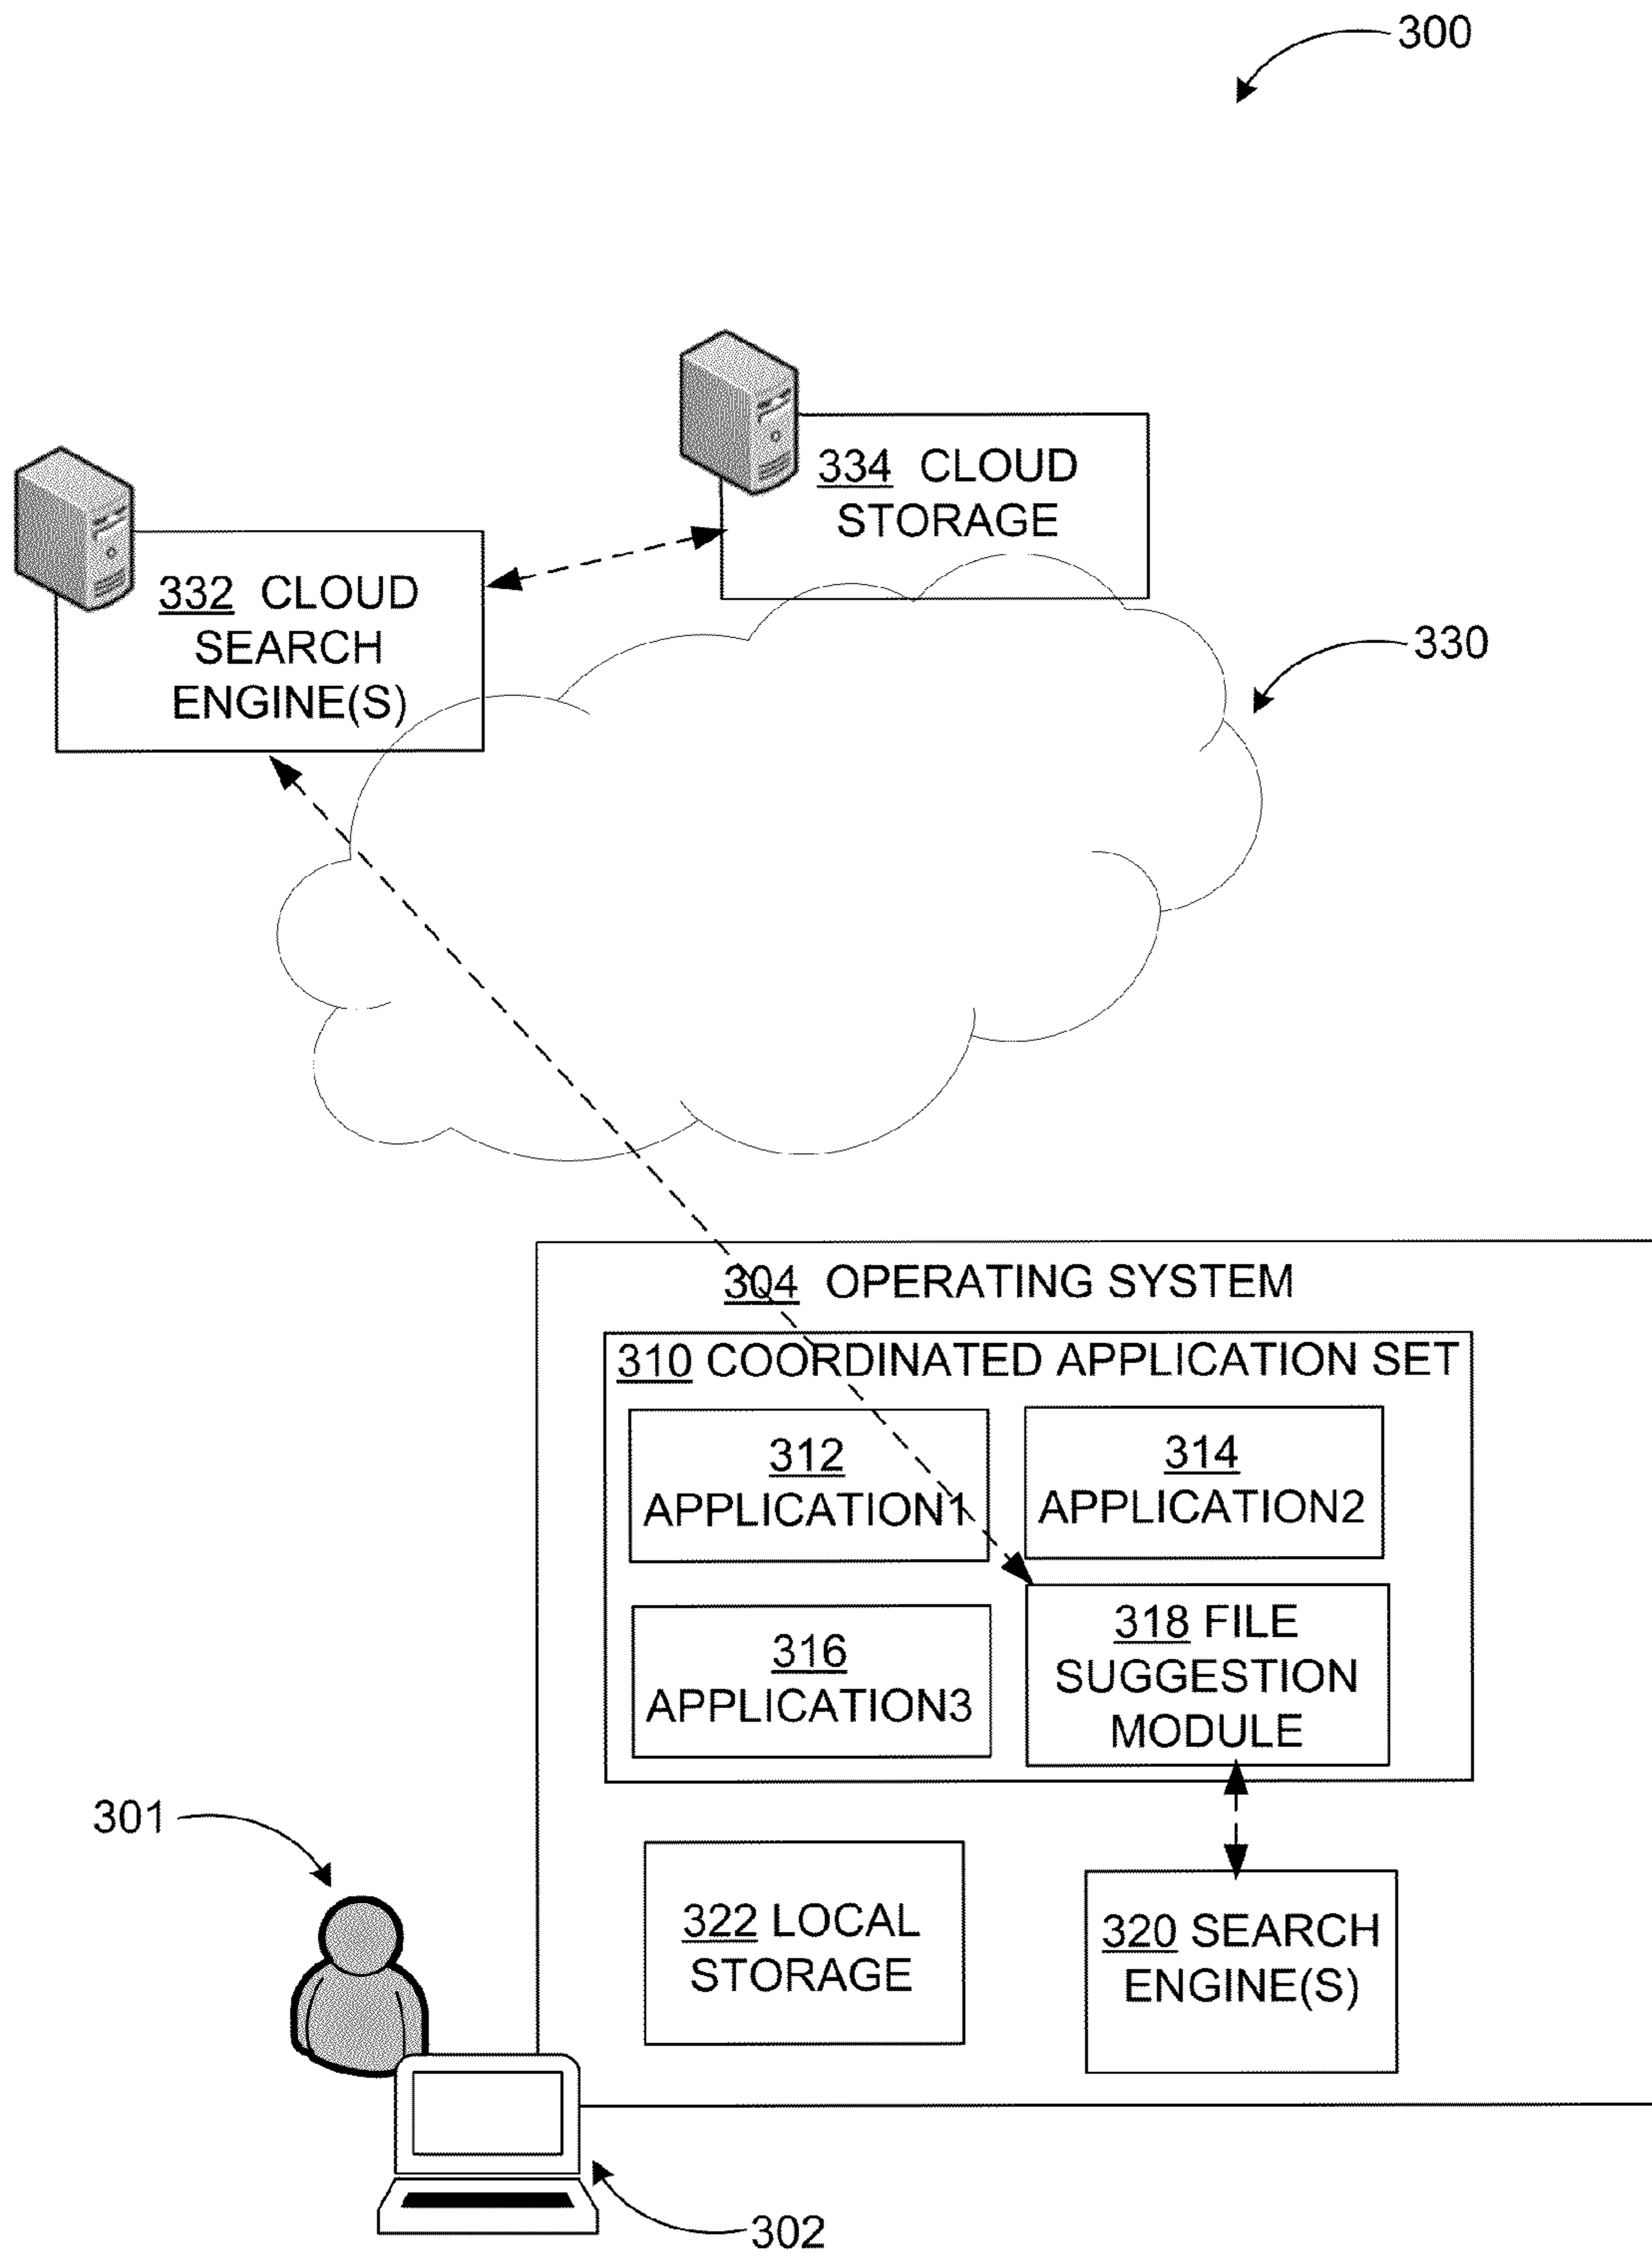 300
334 CLOUD
STORAGE
332 CLOUD
SEARCH
ENGINE(S)
330
304 OPERATING SYSTEM
310 COORDINATED APPLICATION SET
312
APPLICATION1
314
APPLICATION2
316
APPLICATION3
318 FILE
SUGGESTION
MODULE
301
322 LOCAL
STORAGE
320 SEARCH
ENGINE(S)
302